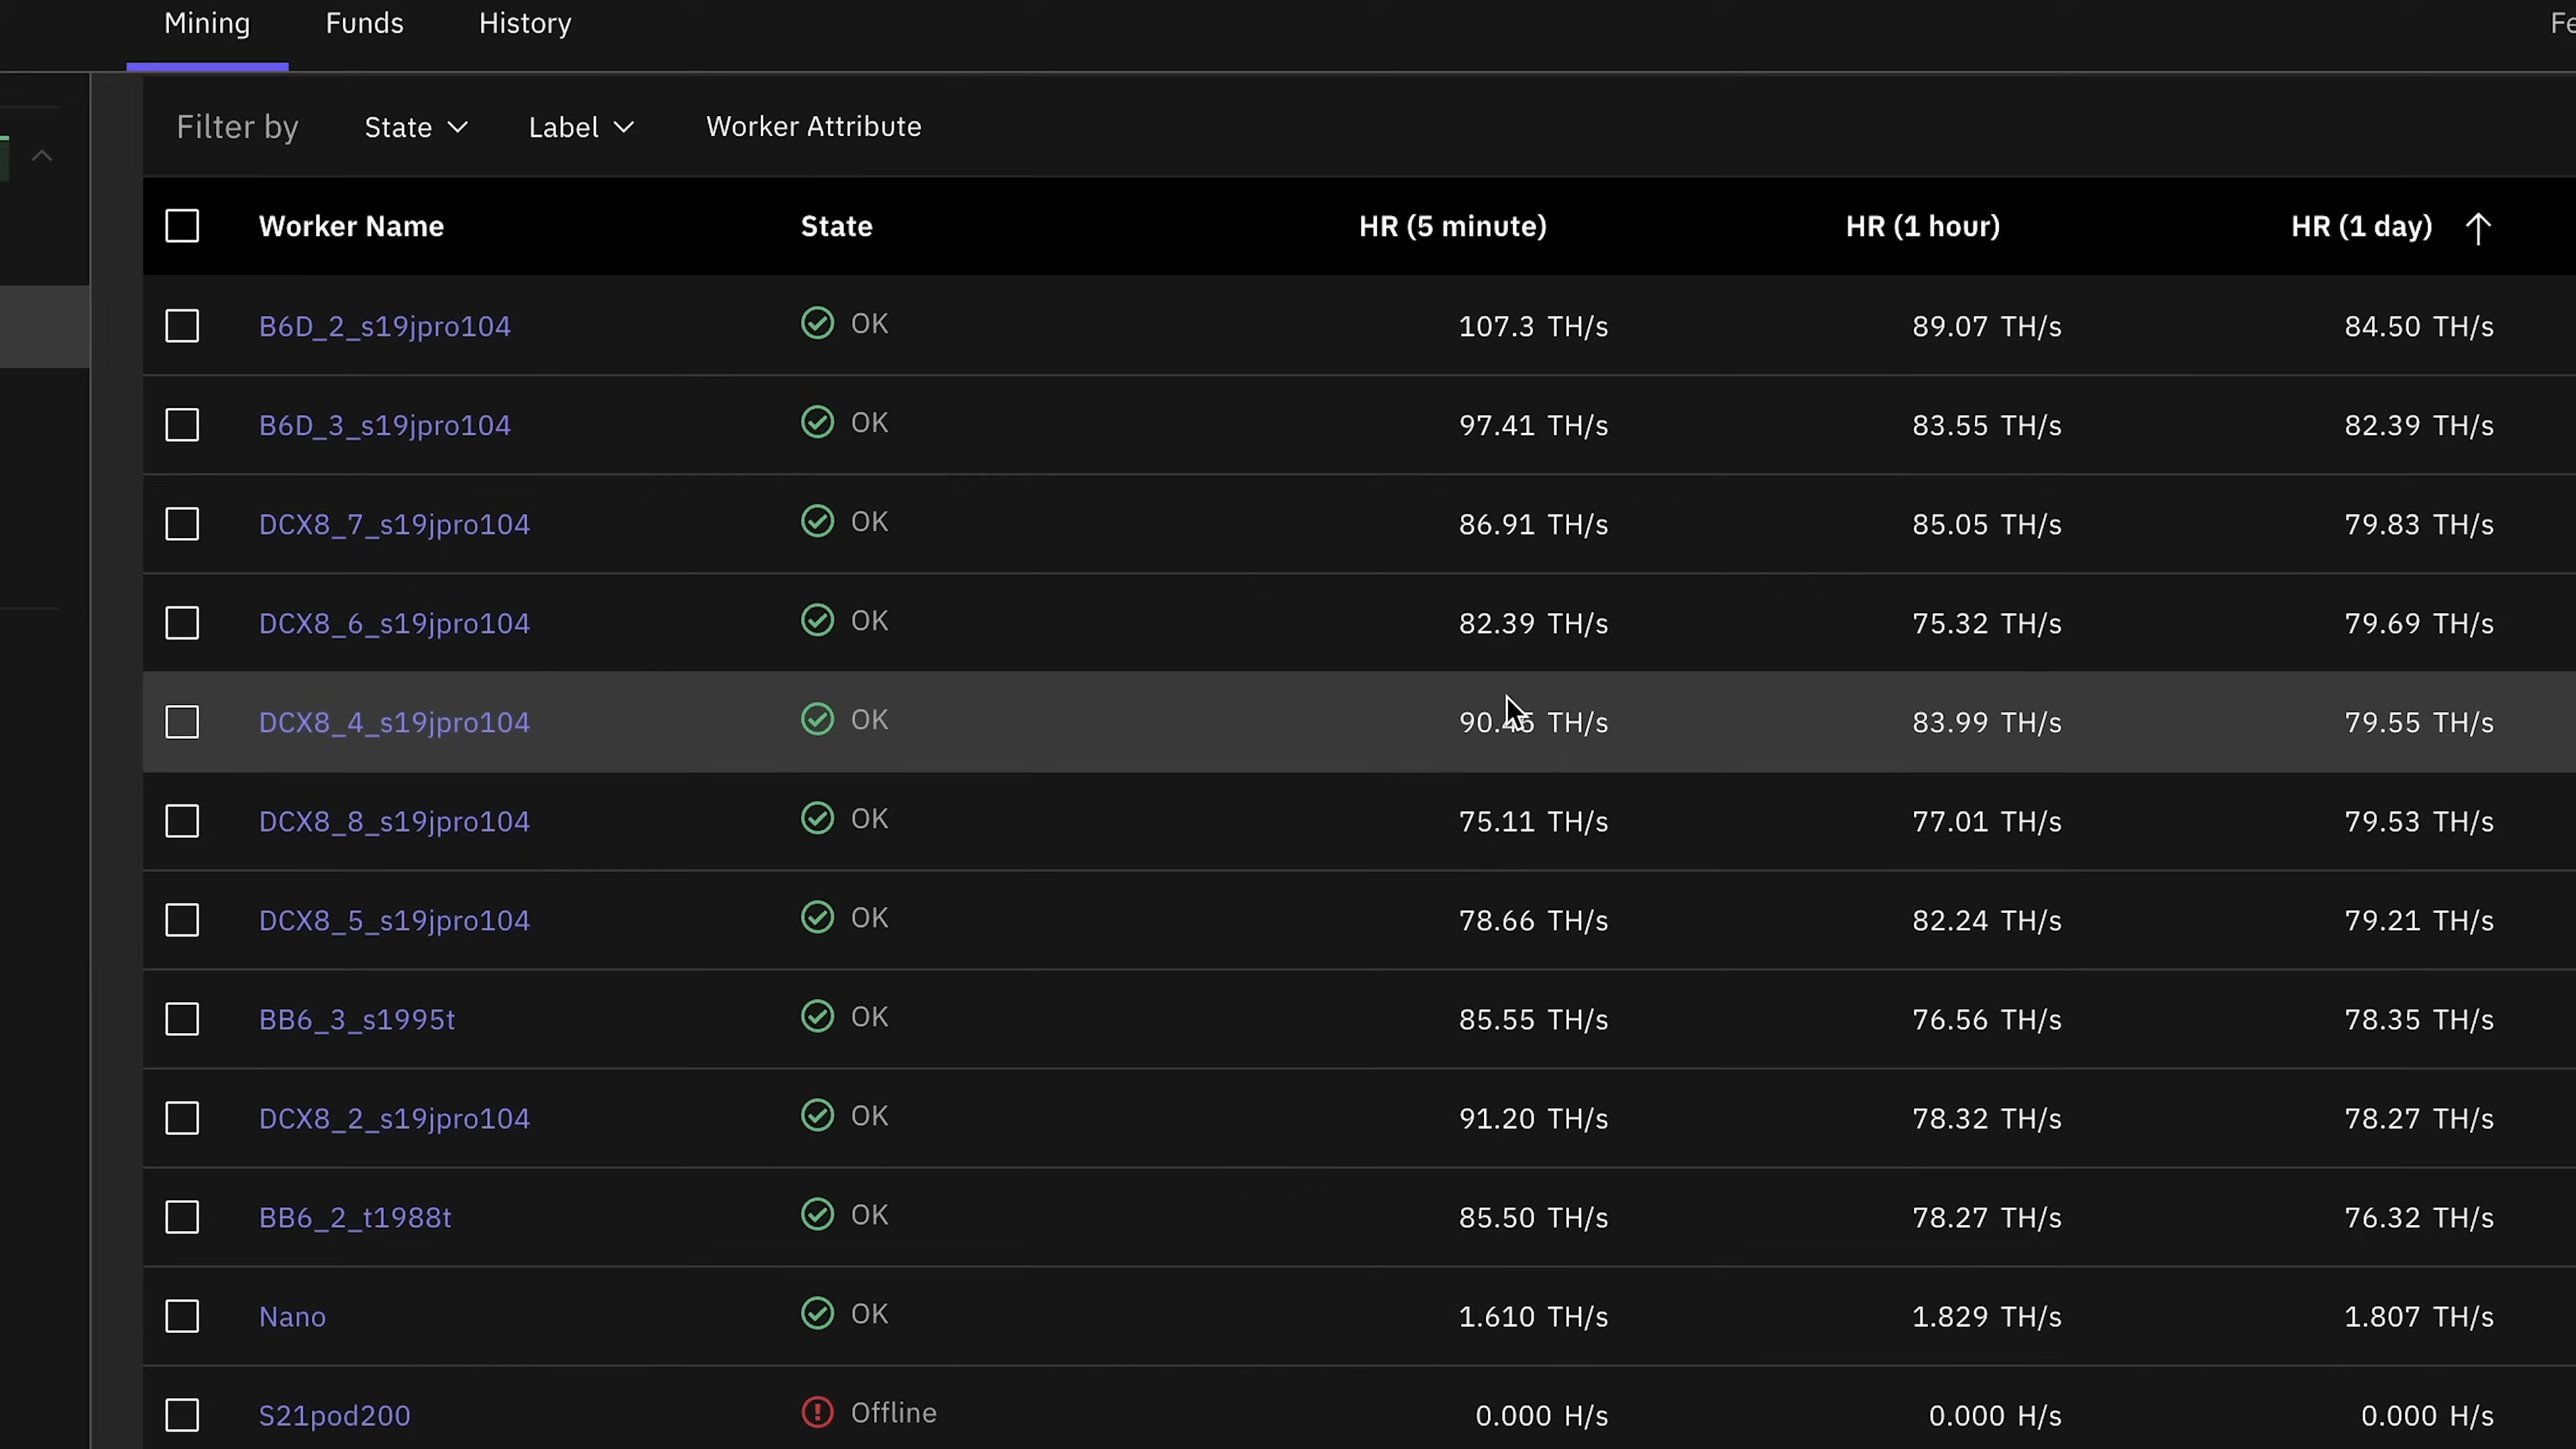 Mining Funds History
Filter by State Label Worker Attribute
Worker Name State HR (5 minute) HR (1 hour) HR (1 day)
B6D_2_s19jpro104 OK 107.3 TH/s 89.07 TH/s 84.50 TH/s
B6D_3_s19jpro104 OK 97.41 TH/s 83.55 TH/s 82.39 TH/s
DCX8_7_s19jpro104 OK 86.91 TH/s 85.05 TH/s 79.83 TH/s
DCX8_6_s19jpro104 OK 82.39 TH/s 75.32 TH/s 79.69 TH/s
DCX8_4_s19jpro104 OK TH/s 83.99 TH/s 79.55 TH/s
DCX8_8_s19jpro104 OK 75.11 TH/s 77.01 TH/s 79.53 TH/s
DCX8_5_s19jpro104 OK 78.66 TH/s 82.24 TH/s 79.21 TH/s
BB6_3_s1995t OK 85.55 TH/s 76.56 TH/s 78.35 TH/s
DCX8_2_s19jpro104 OK 91.20 TH/s 78.32 TH/s 78.27 TH/s
BB6_2_t1988t OK 85.50 TH/s 78.27 TH/s 76.32 TH/s
Nano OK 1.610 TH/s 1.829 TH/s 1.807 TH/s
S21pod200 Offline 0.000 H/s 0.000 H/s 0.000 H/s